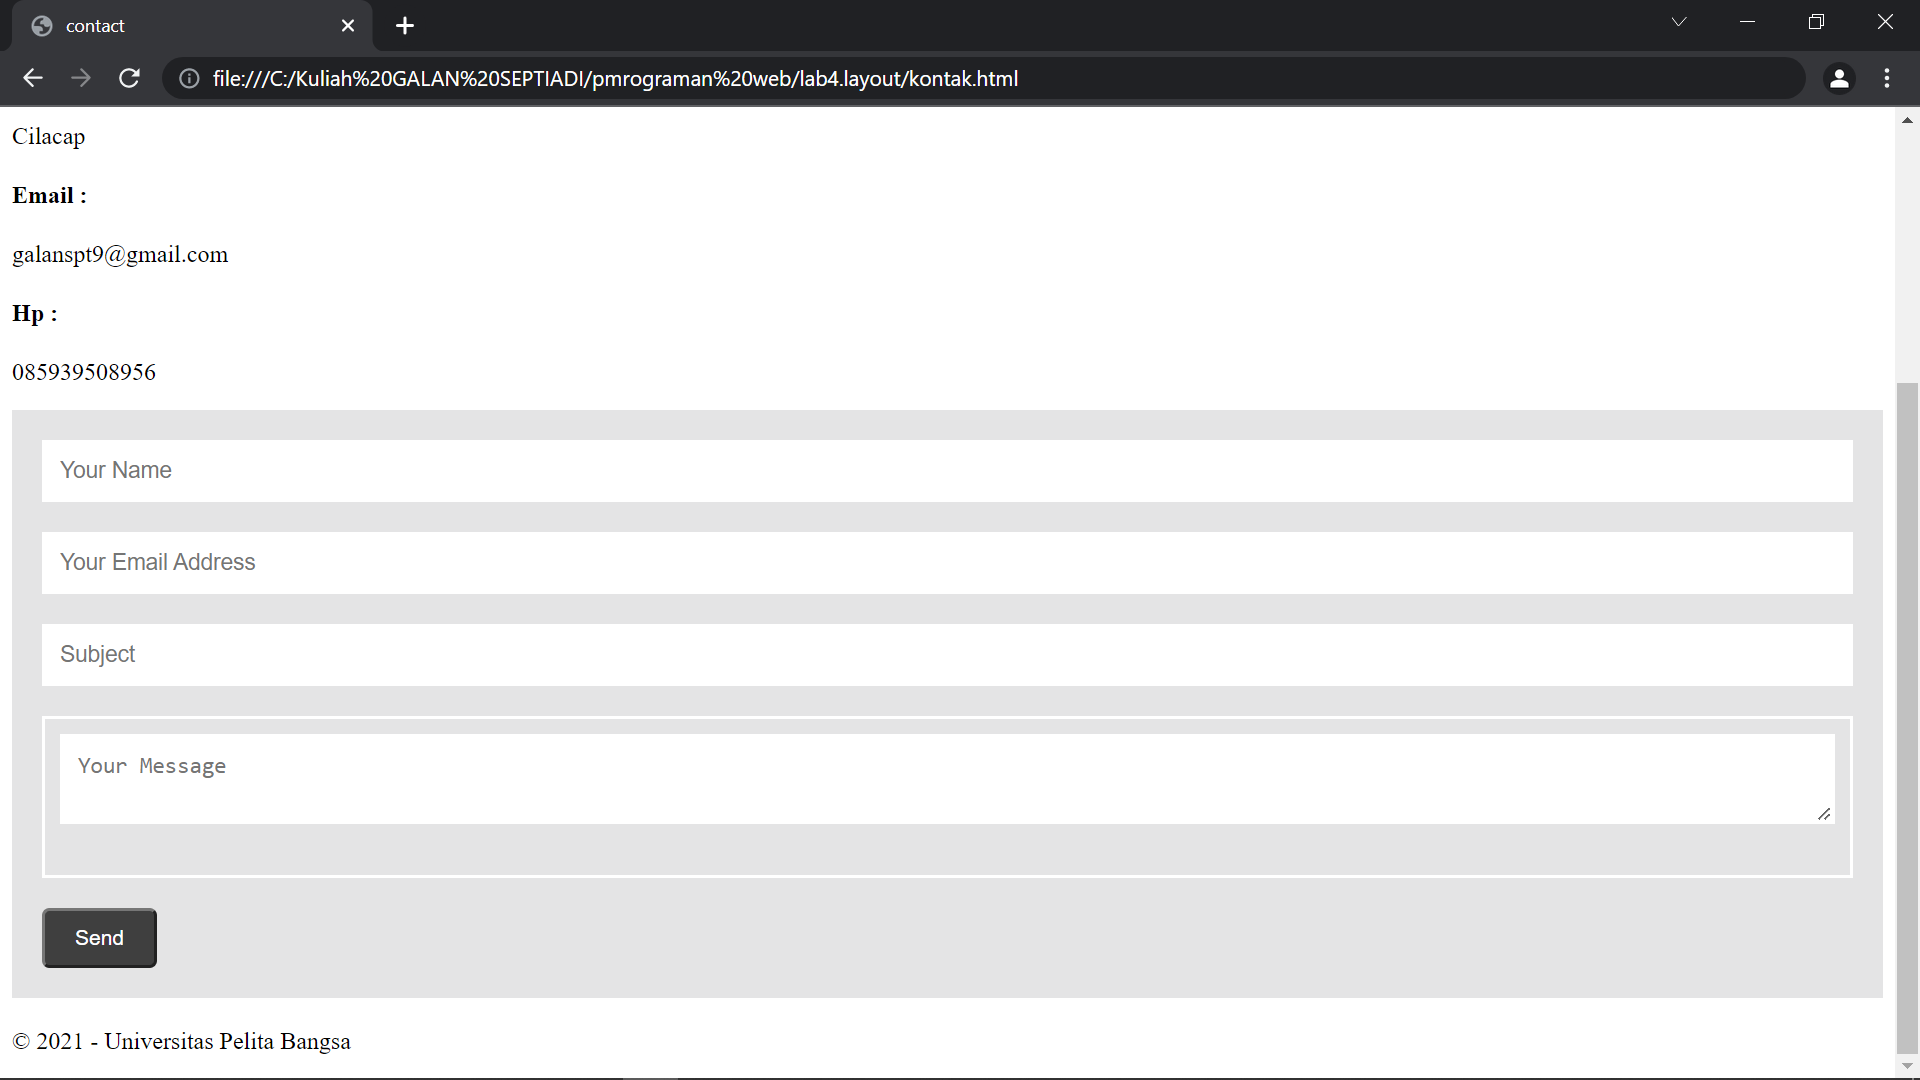 contact
file:///C:/Kuliah%20GALAN%20SEPTIADI/pmrograman%20web/lab4.layout/kontak.html
Cilacap
Email :
galanspt9@gmail.com
Hp :
085939508956
Your Name
Your Email Address
Subject
Your Message
Send
© 2021 - Universitas Pelita Bangsa